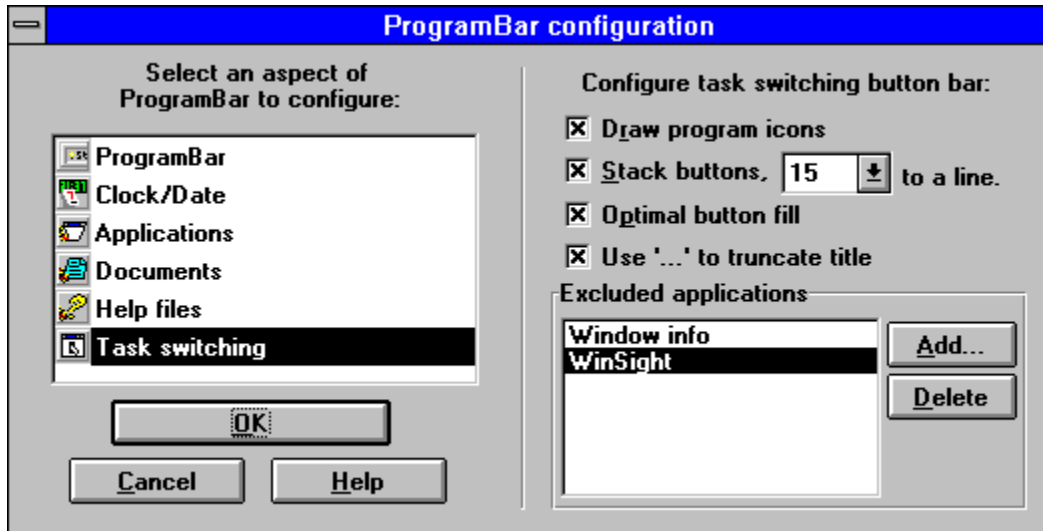 ProgramBar configuration
Select an aspect of
ProgramBar to configure:
ProgramBar
Clock/Date
Applications
Documents
Help files
Task switching
OK
Cancel
Help
Configure task switching button bar:
Draw program icons
Stack buttons, 15 to a line.
Optimal button fill
Use '...' to truncate title
Excluded applications
Window info
WinSight
Add...
Delete